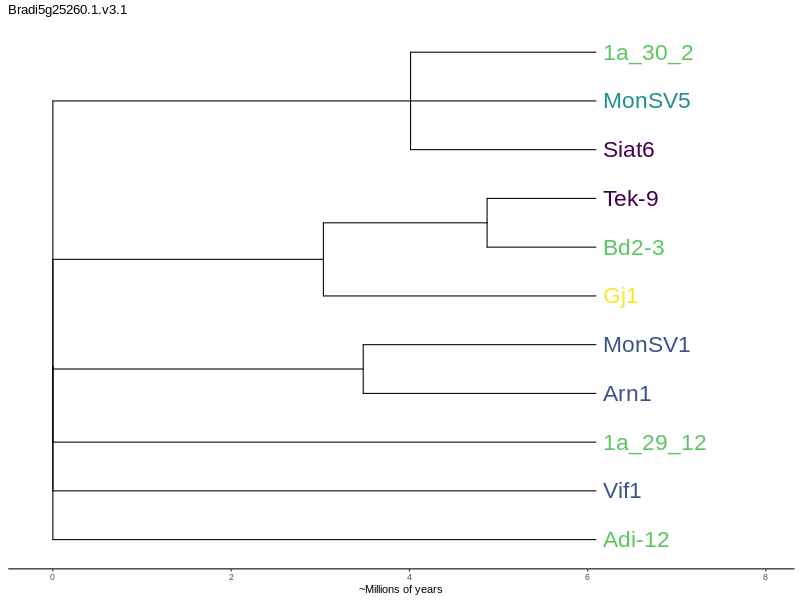 Bradi5g25260.1.v3.1
1a_30_2
MonSV5
Siat6
Tek-9
Bd2-3
Gj1
MonSV1
Arn1
1a_29_12
Vif1
Adi-12
0 2 4 6 8
~Millions of years